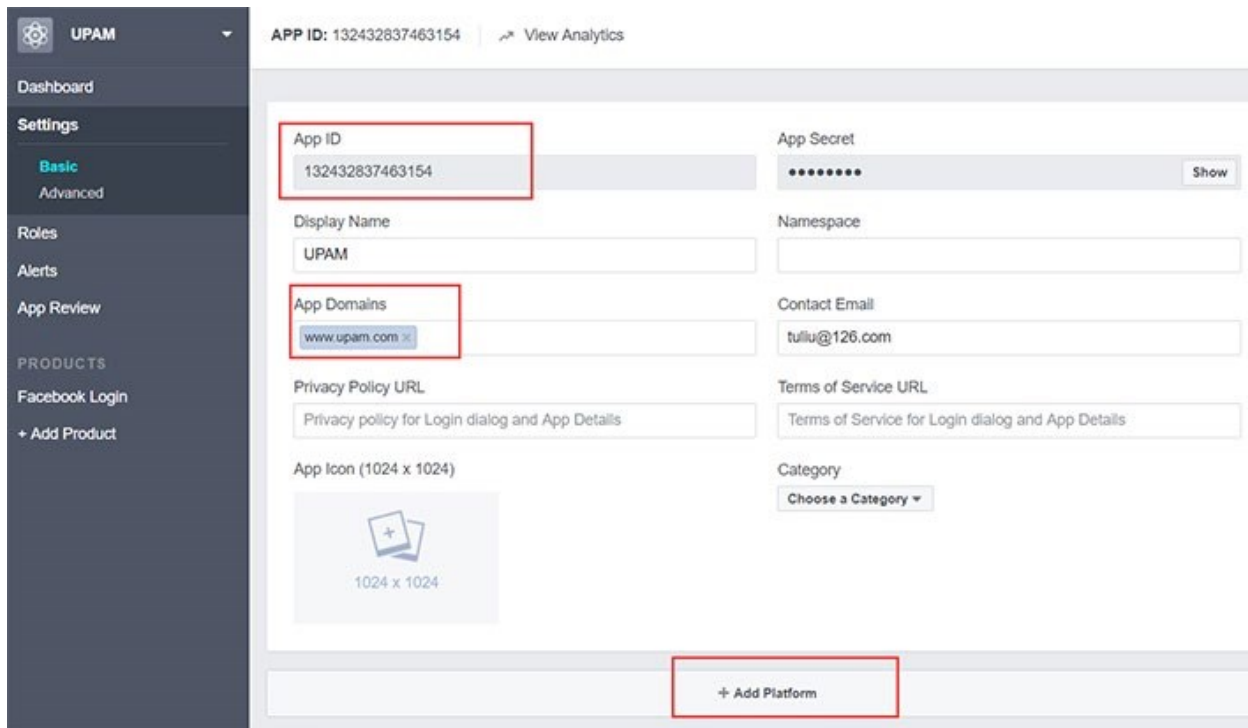 UPAM
APP ID: 132432837463154
View Analytics
Dashboard
Settings
Basic
Advanced
Roles
Alerts
App Review
PRODUCTS
Facebook Login
+ Add Product
App ID
132432837463154
App Secret
••••••••
Show
Display Name
UPAM
Namespace
App Domains
www.upam.com ×
Contact Email
tuliu@126.com
Privacy Policy URL
Privacy policy for Login dialog and App Details
Terms of Service URL
Terms of Service for Login dialog and App Details
App Icon (1024 x 1024)
1024 x 1024
Category
Choose a Category
+ Add Platform